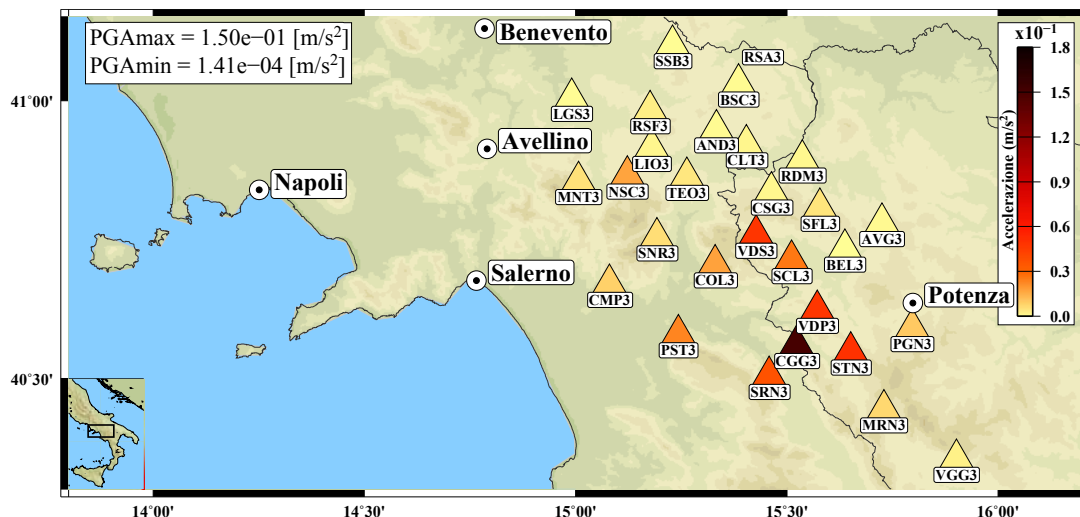 PGAmax = 1.50e−01 [m/s²]
PGAmin = 1.41e−04 [m/s²]
Benevento
Avellino
Napoli
Salerno
Potenza
SSB3
RSA3
BSC3
LGS3
RSF3
AND3
CLT3
LIO3
RDM3
MNT3
NSC3
TEO3
CSG3
SFL3
AVG3
SNR3
VDS3
BEL3
COL3
SCL3
CMP3
VDP3
PST3
CGG3
STN3
PGN3
SRN3
MRN3
VGG3
x10⁻¹
1.8
1.5
1.2
0.9
0.6
0.3
0.0
Accelerazione (m/s²)
41°00'
40°30'
14°00'
14°30'
15°00'
15°30'
16°00'